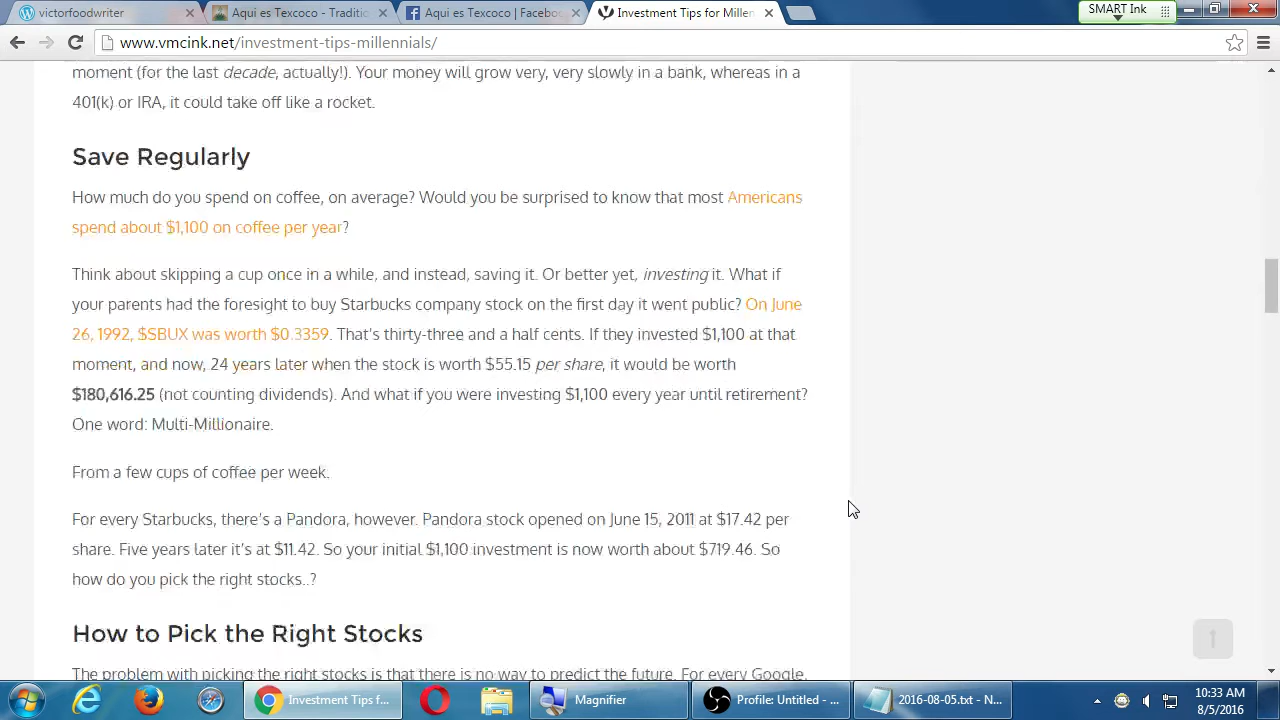 victorfoodwriter
Aqui es Texcoco - Traditio
Aqui es Texcoco | Faceboo
Investment Tips for Millen
SMART Ink
www.vmcink.net/investment-tips-millennials/
moment (for the last decade, actually!). Your money will grow very, very slowly in a bank, whereas in a
401(k) or IRA, it could take off like a rocket.
Save Regularly
How much do you spend on coffee, on average? Would you be surprised to know that most Americans
spend about $1,100 on coffee per year?
Think about skipping a cup once in a while, and instead, saving it. Or better yet, investing it. What if
your parents had the foresight to buy Starbucks company stock on the first day it went public? On June
26, 1992, $SBUX was worth $0.3359. That's thirty-three and a half cents. If they invested $1,100 at that
moment, and now, 24 years later when the stock is worth $55.15 per share, it would be worth
$180,616.25 (not counting dividends). And what if you were investing $1,100 every year until retirement?
One word: Multi-Millionaire.
From a few cups of coffee per week.
For every Starbucks, there's a Pandora, however. Pandora stock opened on June 15, 2011 at $17.42 per
share. Five years later it's at $11.42. So your initial $1,100 investment is now worth about $719.46. So
how do you pick the right stocks..?
How to Pick the Right Stocks
The problem with picking the right stocks is that there is no way to predict the future. For every Google,
Investment Tips f...
Magnifier
Profile: Untitled - ...
2016-08-05.txt - N...
10:33 AM
8/5/2016